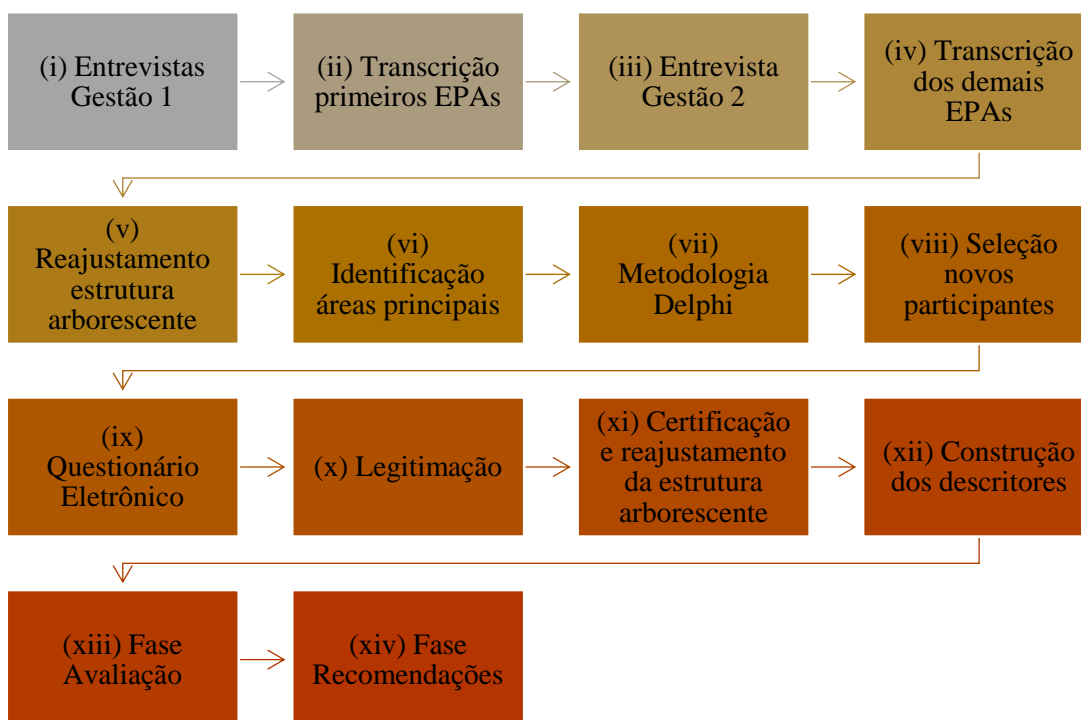 (i) Entrevistas
Gestão 1
(ii) Transcrição
primeiros EPAs
(iii) Entrevista
Gestão 2
(iv) Transcrição
dos demais
EPAs
(v)
Reajustamento
estrutura
arborescente
(vi)
Identificação
áreas principais
(vii)
Metodologia
Delphi
(viii) Seleção
novos
participantes
(ix)
Questionário
Eletrônico
(x) Legitimação
(xi) Certificação
e reajustamento
da estrutura
arborescente
(xii) Construção
dos descritores
(xiii) Fase
Avaliação
(xiv) Fase
Recomendações